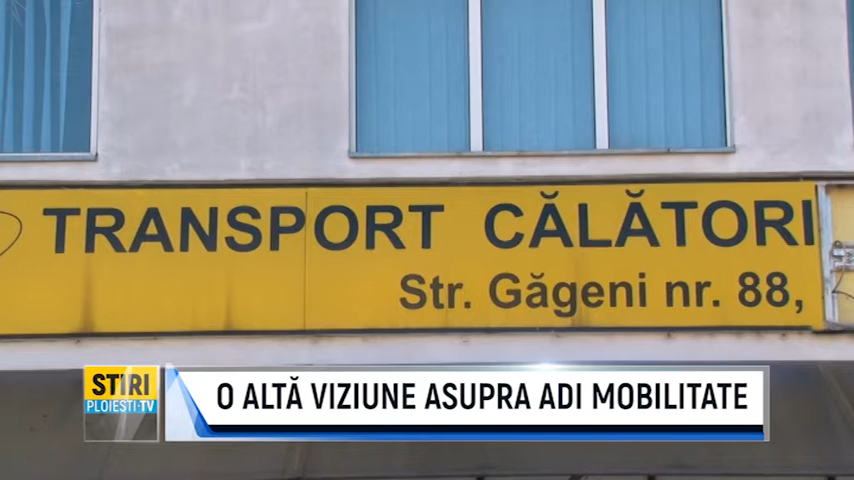 TRANSPORT CĂLĂTORI
Str. Găgeni nr. 88,
STIRI
PLOIESTI·TV
O ALTĂ VIZIUNE ASUPRA ADI MOBILITATE